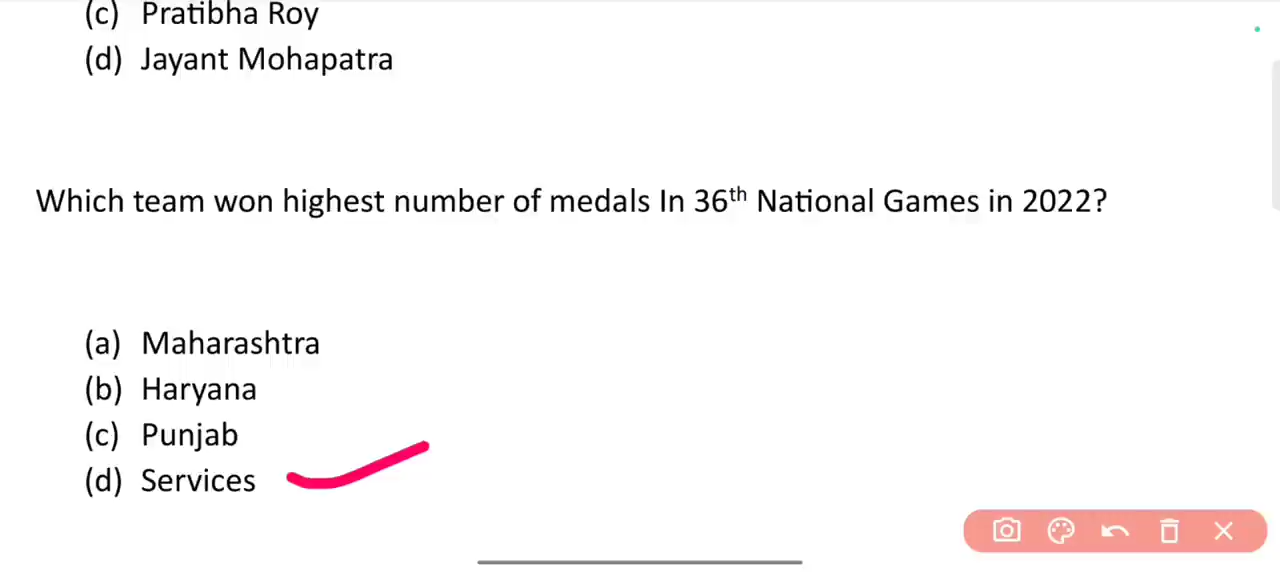 (c) Pratibha Roy
(d) Jayant Mohapatra
Which team won highest number of medals In 36th National Games in 2022?
(a) Maharashtra
(b) Haryana
(c) Punjab
(d) Services